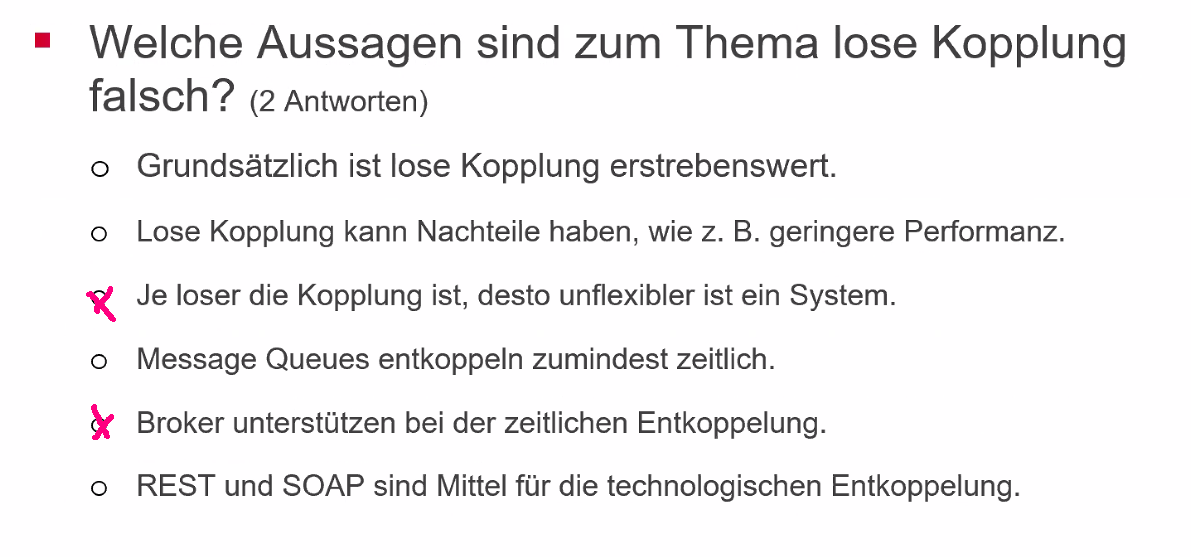 Welche Aussagen sind zum Thema lose Kopplung
falsch? (2 Antworten)
Grundsätzlich ist lose Kopplung erstrebenswert.
Lose Kopplung kann Nachteile haben, wie z. B. geringere Performanz.
Je loser die Kopplung ist, desto unflexibler ist ein System.
Message Queues entkoppeln zumindest zeitlich.
Broker unterstützen bei der zeitlichen Entkoppelung.
REST und SOAP sind Mittel für die technologischen Entkoppelung.